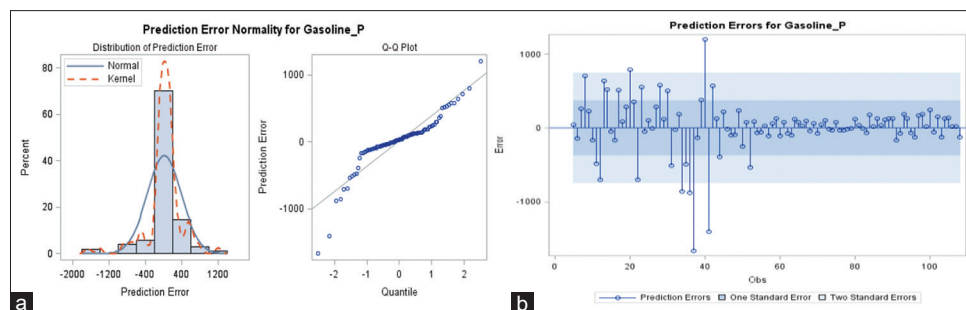 Prediction Error Normality for Gasoline_P
Distribution of Prediction Error
Normal
Kernel
80
60
40
20
0
Percent
-2000
-1200
-400
400
1200
Prediction Error
a
Q-Q Plot
1000
0
-1000
Prediction Error
-2
-1
0
1
2
Quantile
Prediction Errors for Gasoline_P
1000
0
-1000
Error
0
20
40
60
80
100
Obs
Prediction Errors
One Standard Error
Two Standard Errors
b